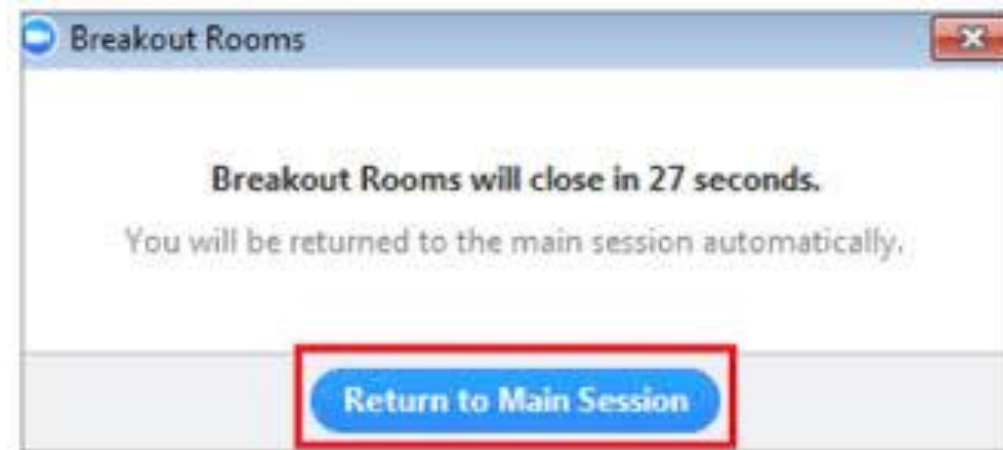 Breakout Rooms
Breakout Rooms will close in 27 seconds.
You will be returned to the main session automatically.
Return to Main Session